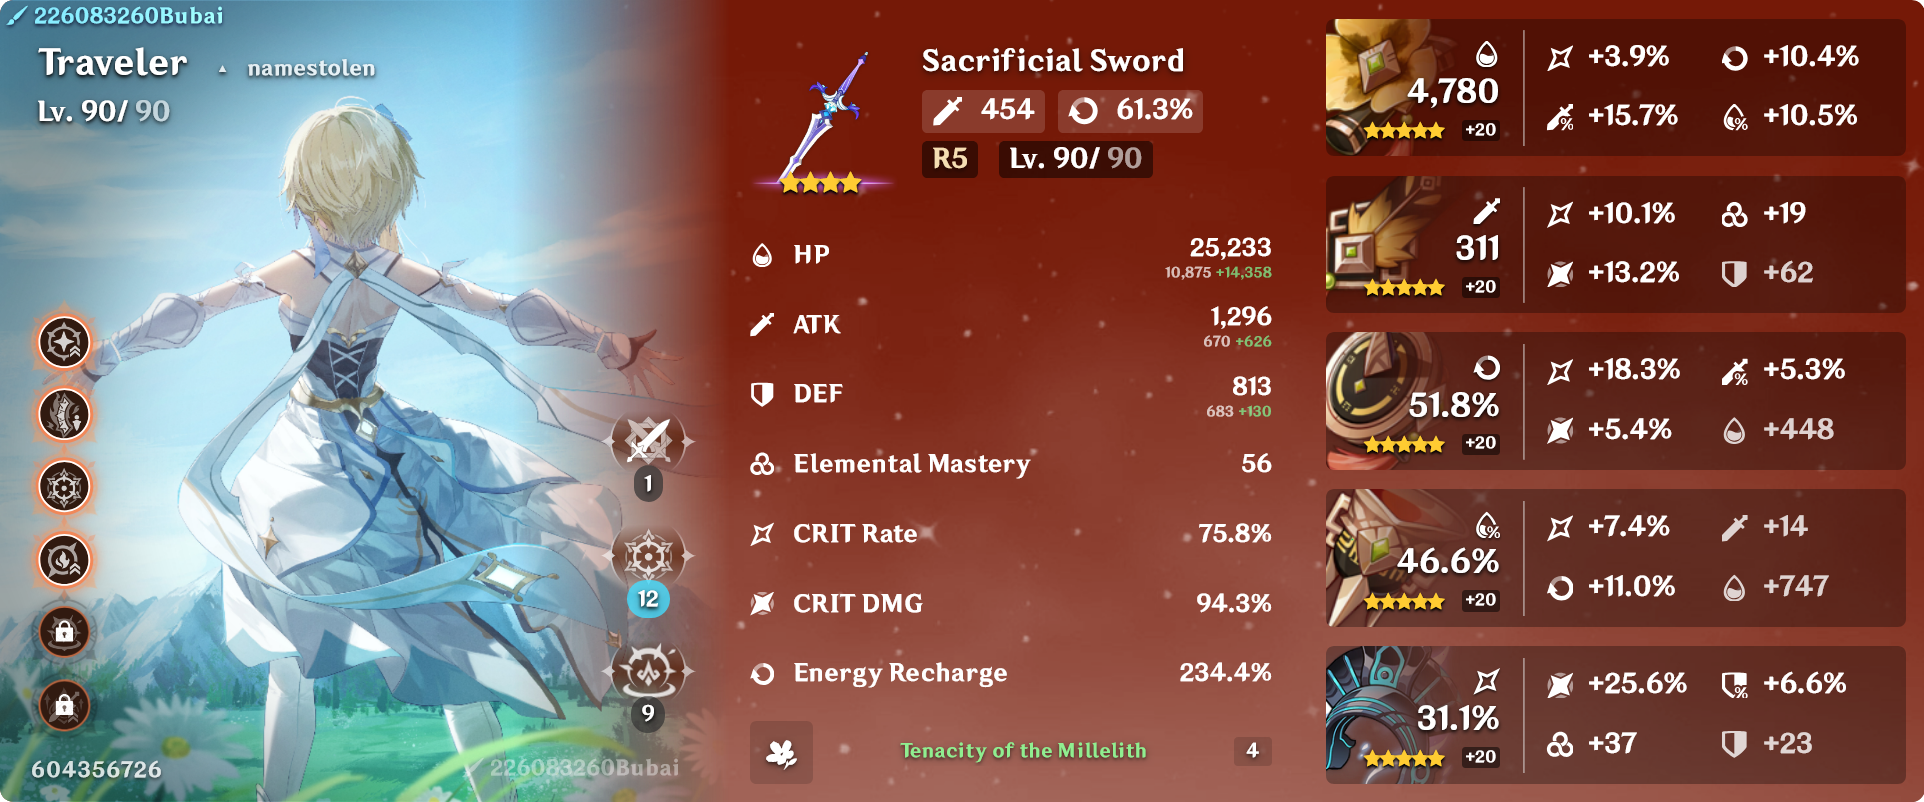 226083260Bubai
Traveler namestolen
Lv. 90/ 90
1
12
9
604356726
226083260Bubai
Sacrificial Sword
454 61.3%
R5 Lv. 90/ 90
HP 25,233
10,875 +14,358
ATK 1,296
670 +626
DEF 813
683 +130
Elemental Mastery 56
CRIT Rate 75.8%
CRIT DMG 94.3%
Energy Recharge 234.4%
Tenacity of the Millelith 4
4,780
+20
+3.9% +10.4%
+15.7% +10.5%
311
+20
+10.1% +19
+13.2% +62
51.8%
+20
+18.3% +5.3%
+5.4% +448
46.6%
+20
+7.4% +14
+11.0% +747
31.1%
+20
+25.6% +6.6%
+37 +23